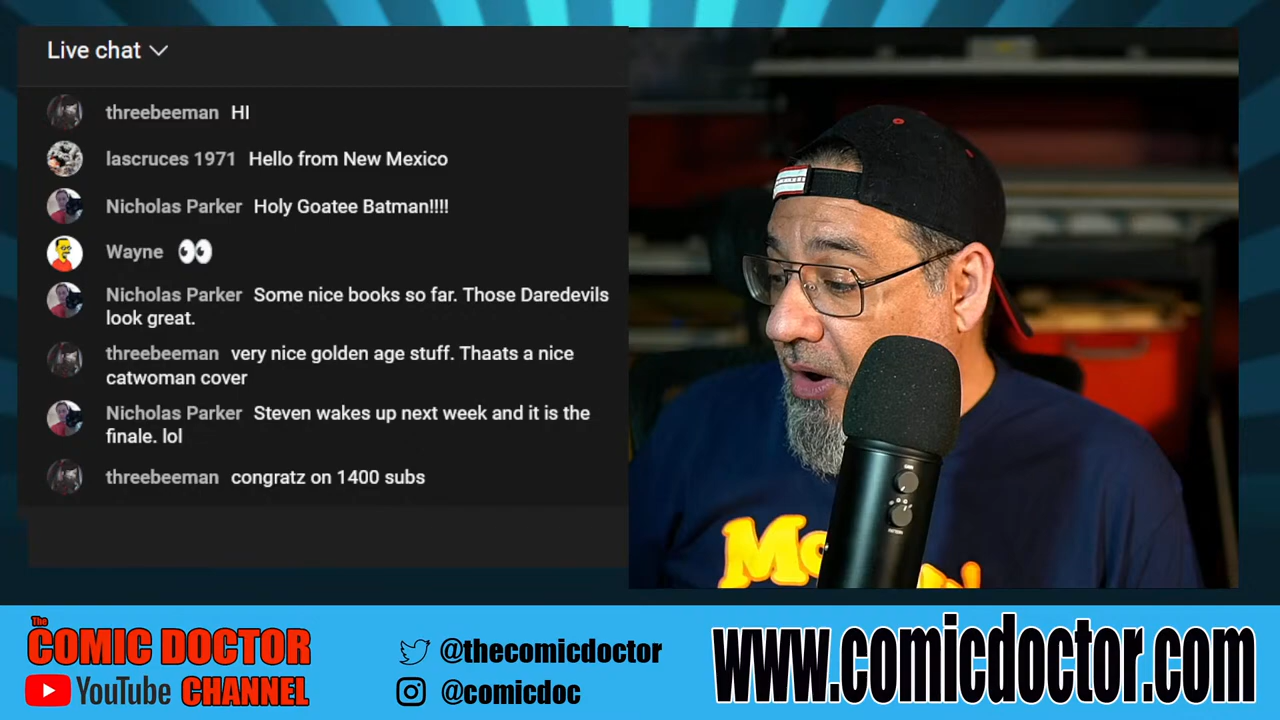 Live chat
threebeeman HI
lascruces 1971 Hello from New Mexico
Nicholas Parker Holy Goatee Batman!!!!
Wayne 👀
Nicholas Parker Some nice books so far. Those Daredevils
look great.
threebeeman very nice golden age stuff. Thaats a nice
catwoman cover
Nicholas Parker Steven wakes up next week and it is the
finale. lol
threebeeman congratz on 1400 subs
The
COMIC DOCTOR
YouTube CHANNEL
@thecomicdoctor
@comicdoc
www.comicdoctor.com